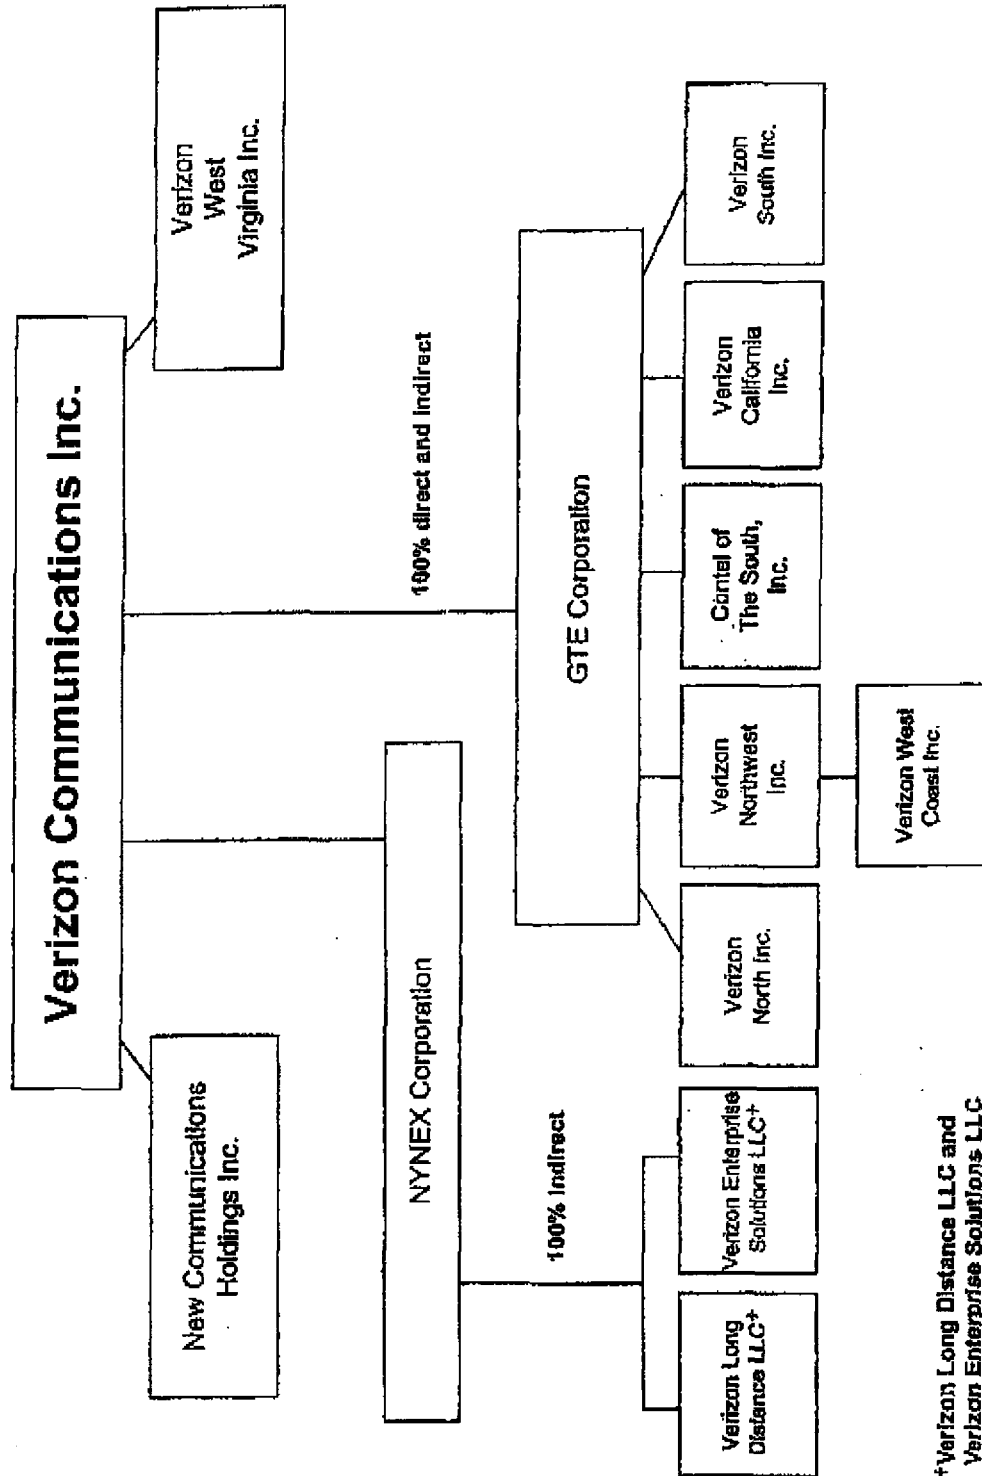 Verizon Communications Inc.
New Communications
Holdings Inc.
Verizon
West
Virginia Inc.
NYNEX Corporation
100% direct and indirect
GTE Corporation
100% Indirect
Verizon Long
Distance LLC+
Verizon Enterprise
Solutions LLC+
Verizon
North Inc.
Verizon
Northwest
Inc.
Contel of
The South,
Inc.
Verizon
California
Inc.
Verizon
South Inc.
Verizon West
Coast Inc.
+Verizon Long Distance LLC and
Verizon Enterprise Solutions LLC